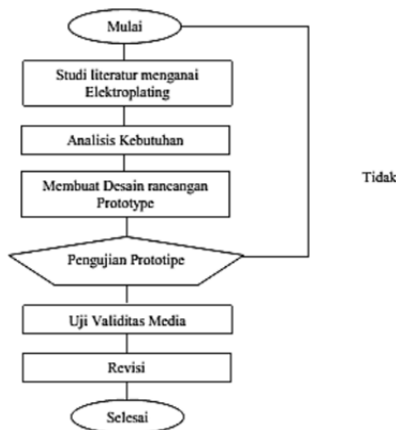 Mulai
Studi literatur menganai
Elektroplating
Analisis Kebutuhan
Membuat Desain rancangan
Prototype
Tidak
Pengujian Prototipe
Uji Validitas Media
Revisi
Selesai